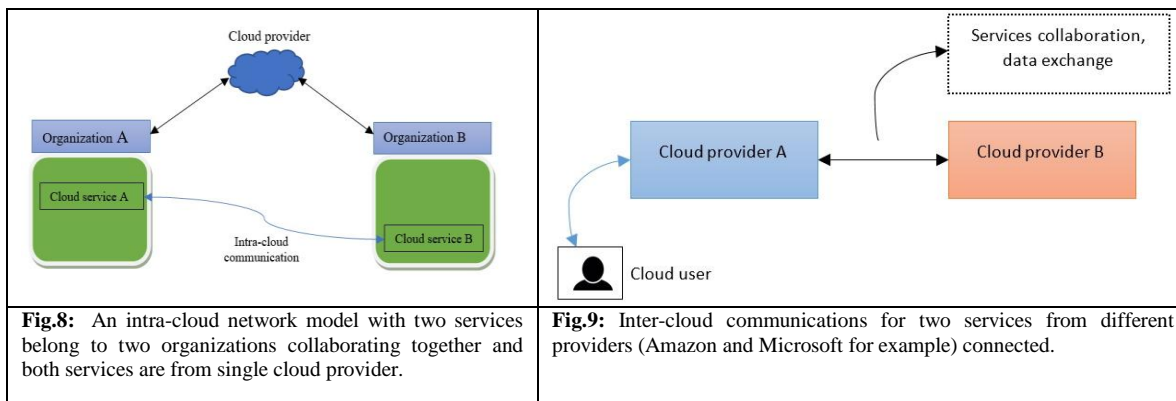 Cloud provider
Organization A
Organization B
Cloud service A
Cloud service B
Intra-cloud
communication
Services collaboration,
data exchange
Cloud provider A
Cloud provider B
Cloud user
Fig.8: An intra-cloud network model with two services
belong to two organizations collaborating together and
both services are from single cloud provider.
Fig.9: Inter-cloud communications for two services from different
providers (Amazon and Microsoft for example) connected.